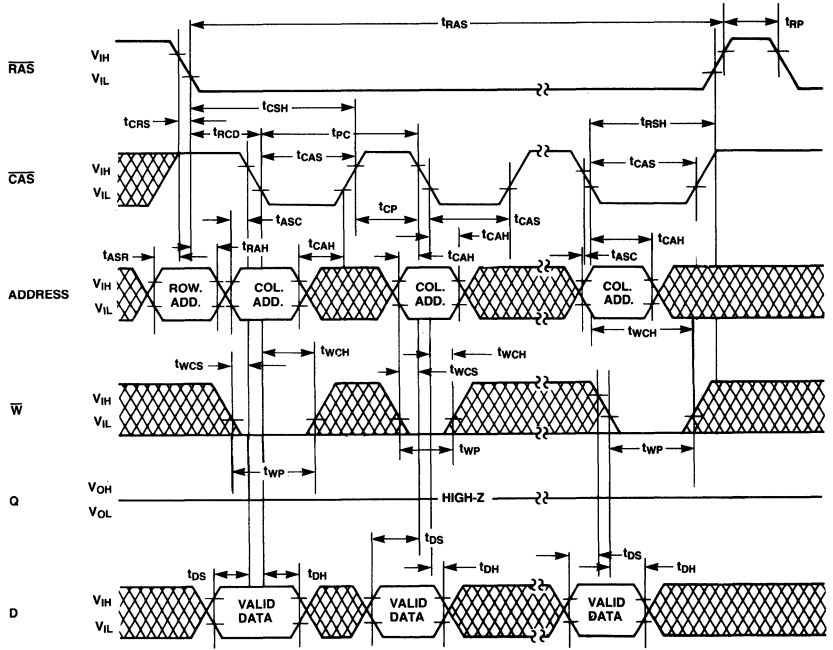 tRAS
tRP
RAS
VIH
VIL
tCSH
tCRS
tRCD
tPC
tRSH
CAS
VIH
VIL
tCAS
tCAS
tCP
tCAS
tASC
tCAH
tASR
tRAH
tCAH
tCAH
tASC
tCAH
ADDRESS
VIH
VIL
ROW. ADD.
COL. ADD.
COL. ADD.
COL. ADD.
tWCH
tWCS
tWCH
tWCH
tWCS
W
VIH
VIL
tWP
tWP
tWP
Q
VOH
VOL
HIGH-Z
tDS
tDS
tDS
tDH
tDH
tDH
D
VIH
VIL
VALID DATA
VALID DATA
VALID DATA